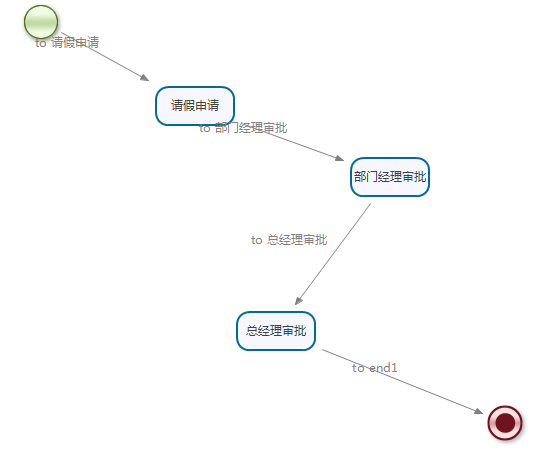 to 请假申请
请假申请
to 部门经理审批
部门经理审批
to 总经理审批
总经理审批
to end1